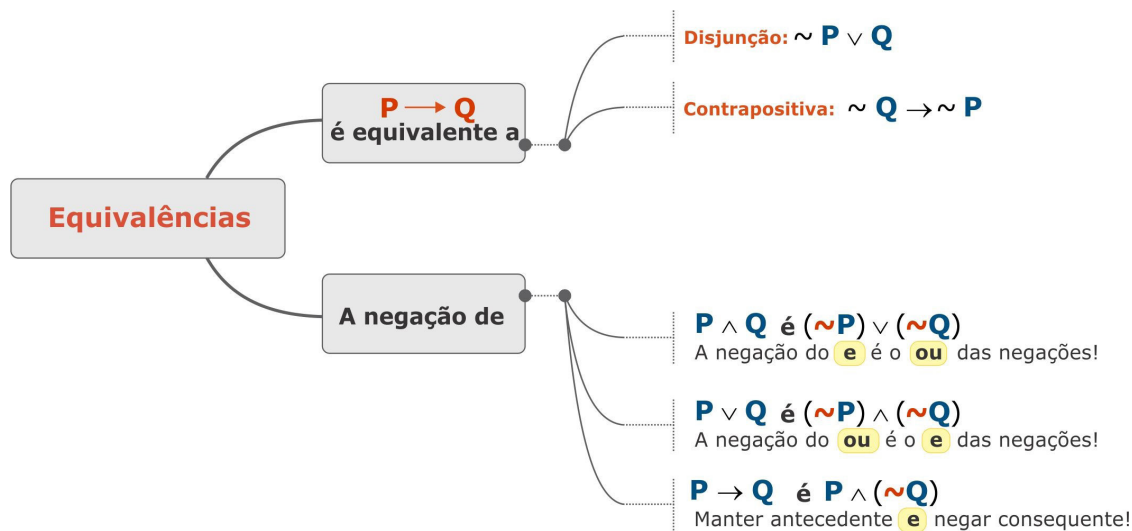 Equivalências
P → Q
é equivalente a
Disjunção: ~ P ∨ Q
Contrapositiva: ~ Q → ~ P
A negação de
P ∧ Q é (~P) ∨ (~Q)
A negação do e é o ou das negações!
P ∨ Q é (~P) ∧ (~Q)
A negação do ou é o e das negações!
P → Q é P ∧ (~Q)
Manter antecedente e negar consequente!